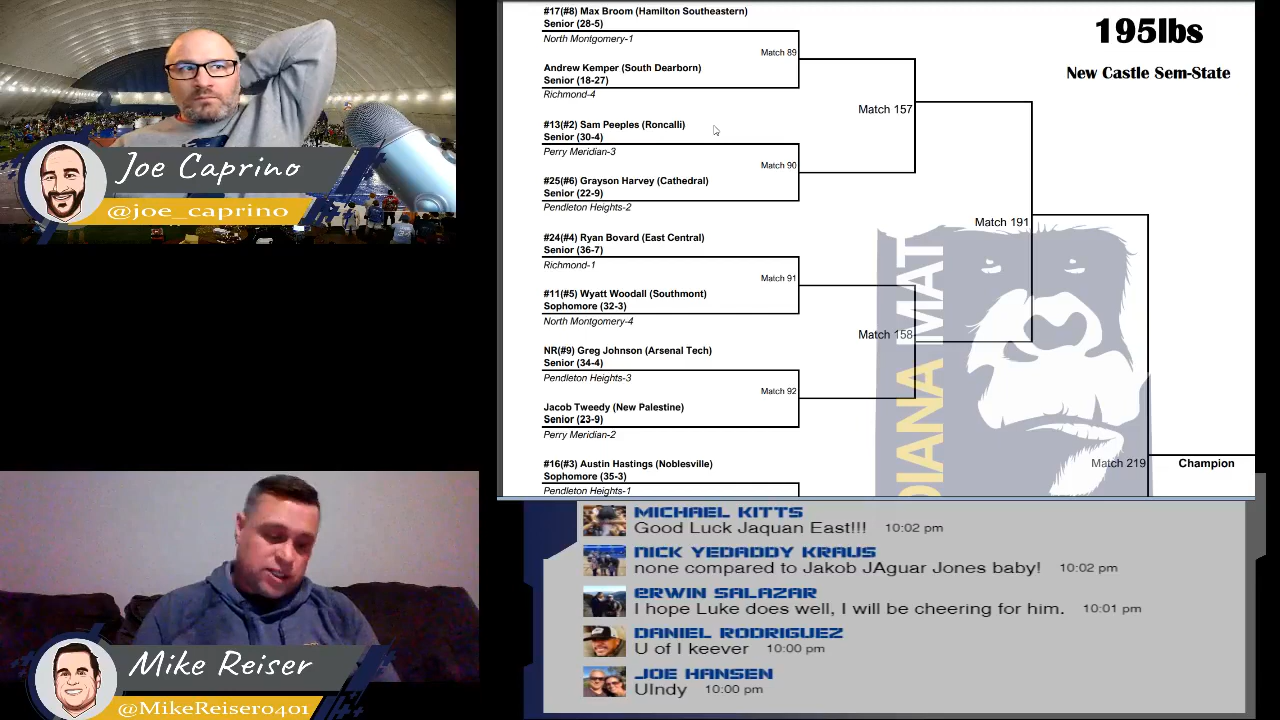 Joe Caprino
@joe_caprino
#17(#8) Max Broom (Hamilton Southeastern)
Senior (28-5)
North Montgomery-1
Match 89
Andrew Kemper (South Dearborn)
Senior (18-27)
Richmond-4
#13(#2) Sam Peeples (Roncalli)
Senior (30-4)
Perry Meridian-3
Match 90
#25(#6) Grayson Harvey (Cathedral)
Senior (22-9)
Pendleton Heights-2
#24(#4) Ryan Bovard (East Central)
Senior (36-7)
Richmond-1
Match 91
#11(#5) Wyatt Woodall (Southmont)
Sophomore (32-3)
North Montgomery-4
NR(#9) Greg Johnson (Arsenal Tech)
Senior (34-4)
Pendleton Heights-3
Match 92
Jacob Tweedy (New Palestine)
Senior (23-9)
Perry Meridian-2
#16(#3) Austin Hastings (Noblesville)
Sophomore (35-3)
Pendleton Heights-1
Match 157
Match 158
Match 191
Match 219
Champion
195lbs
New Castle Sem-State
DIANA MAT
Mike Reiser
@MikeReiser0401
MICHAEL KITTS
Good Luck Jaquan East!!! 10:02 pm
NICK YEDADDY KRAUS
none compared to Jakob JAguar Jones baby! 10:02 pm
ERWIN SALAZAR
I hope Luke does well, I will be cheering for him. 10:01 pm
DANIEL RODRIGUEZ
U of I keever 10:00 pm
JOE HANSEN
UIndy 10:00 pm